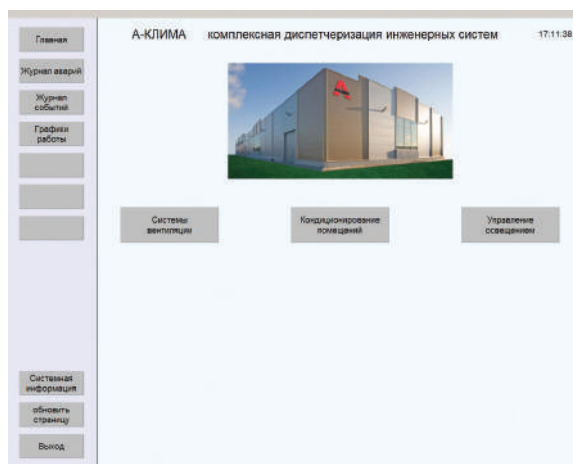 А-КЛИМА комплексная диспетчеризация инженерных систем 17:11:38
Главная
Журнал аварий
Журнал
событий
Графики
работы
A
Системы
вентиляции
Кондиционирование
помещений
Управление
освещением
Системная
информация
обновить
страницу
Выход